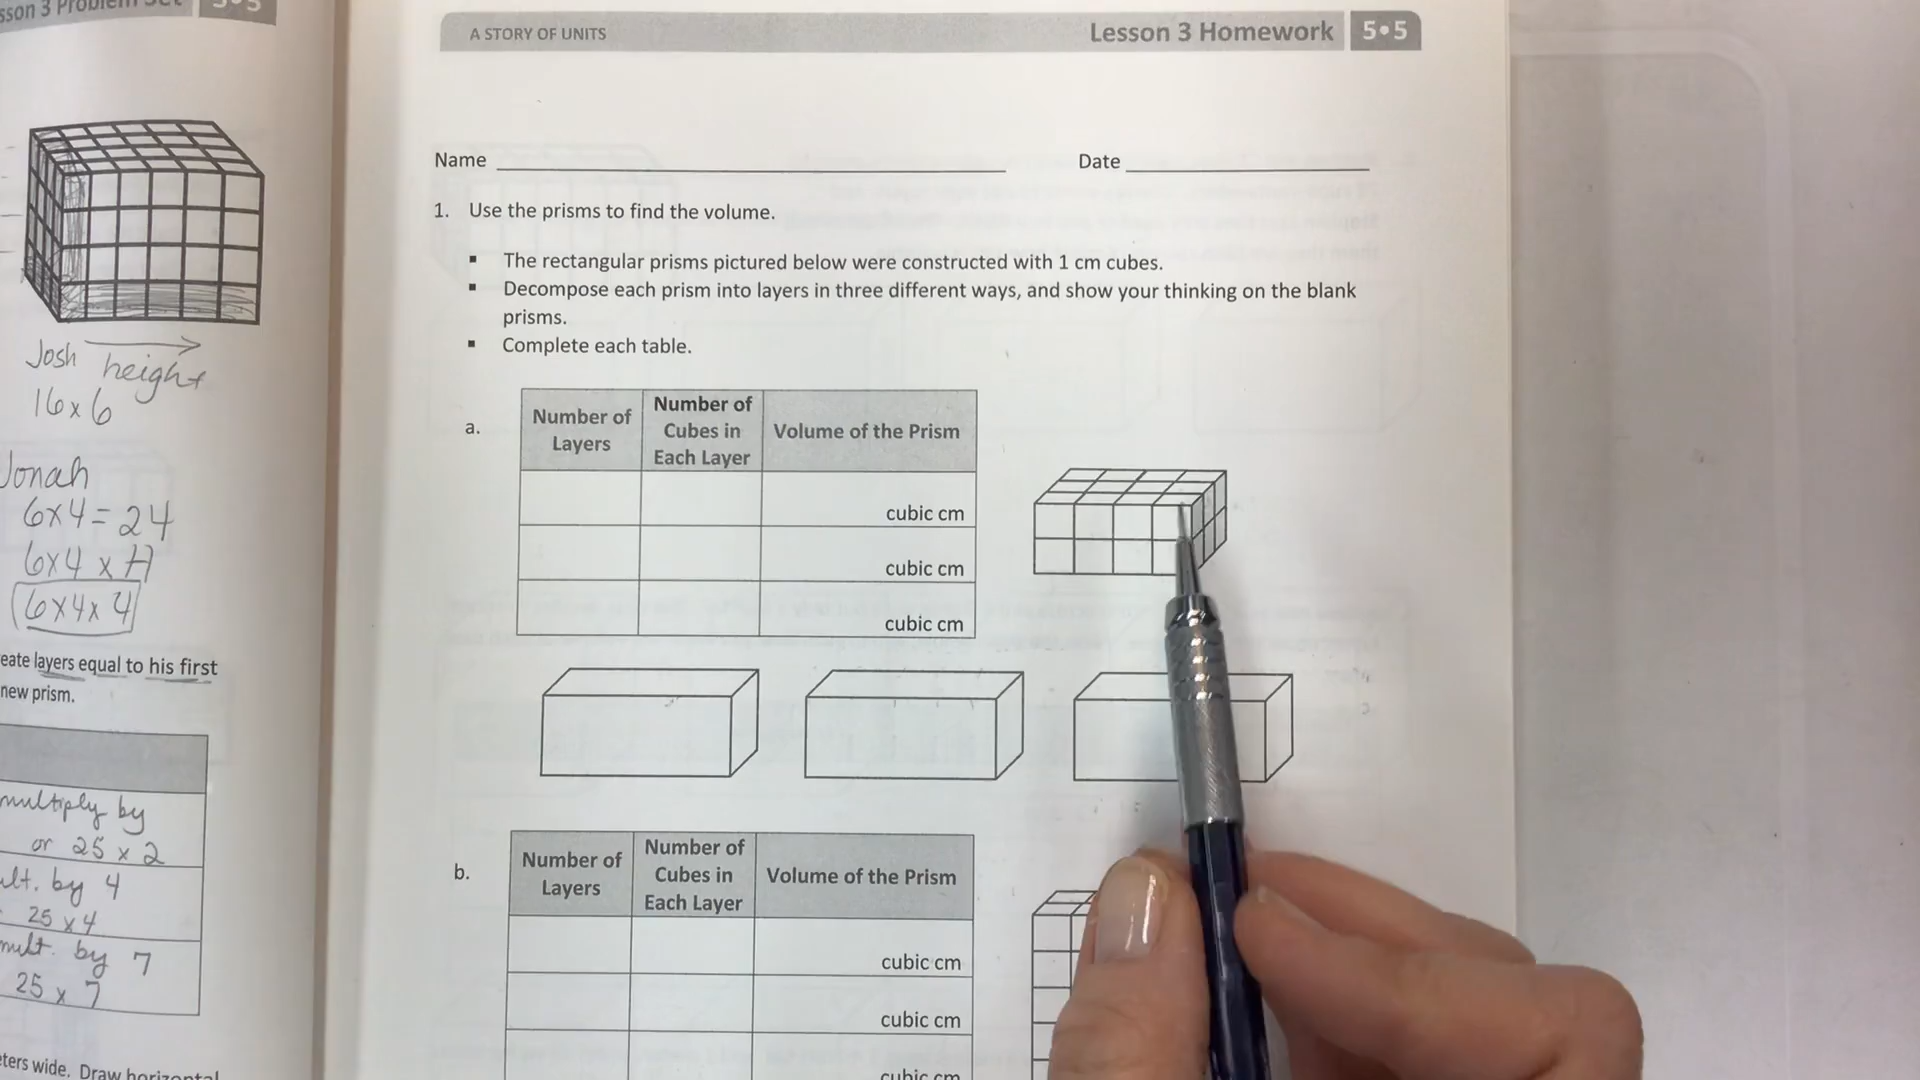 sson 3 Problem Set 5•5
Josh
height
16x6
Jonah
6x4=24
6x4 x H
6x4x4
eate layers equal to his first
new prism.
multiply by
or 25 x 2
ult. by 4
25 x4
mult. by 7
25 x 7
eters wide. Draw horizontal
A STORY OF UNITS
Lesson 3 Homework 5•5
Name Date
1. Use the prisms to find the volume.
▪ The rectangular prisms pictured below were constructed with 1 cm cubes.
▪ Decompose each prism into layers in three different ways, and show your thinking on the blank
prisms.
▪ Complete each table.
a.
Number of
Layers
Number of
Cubes in
Each Layer
Volume of the Prism
cubic cm
cubic cm
cubic cm
b.
Number of
Layers
Number of
Cubes in
Each Layer
Volume of the Prism
cubic cm
cubic cm
cubic cm